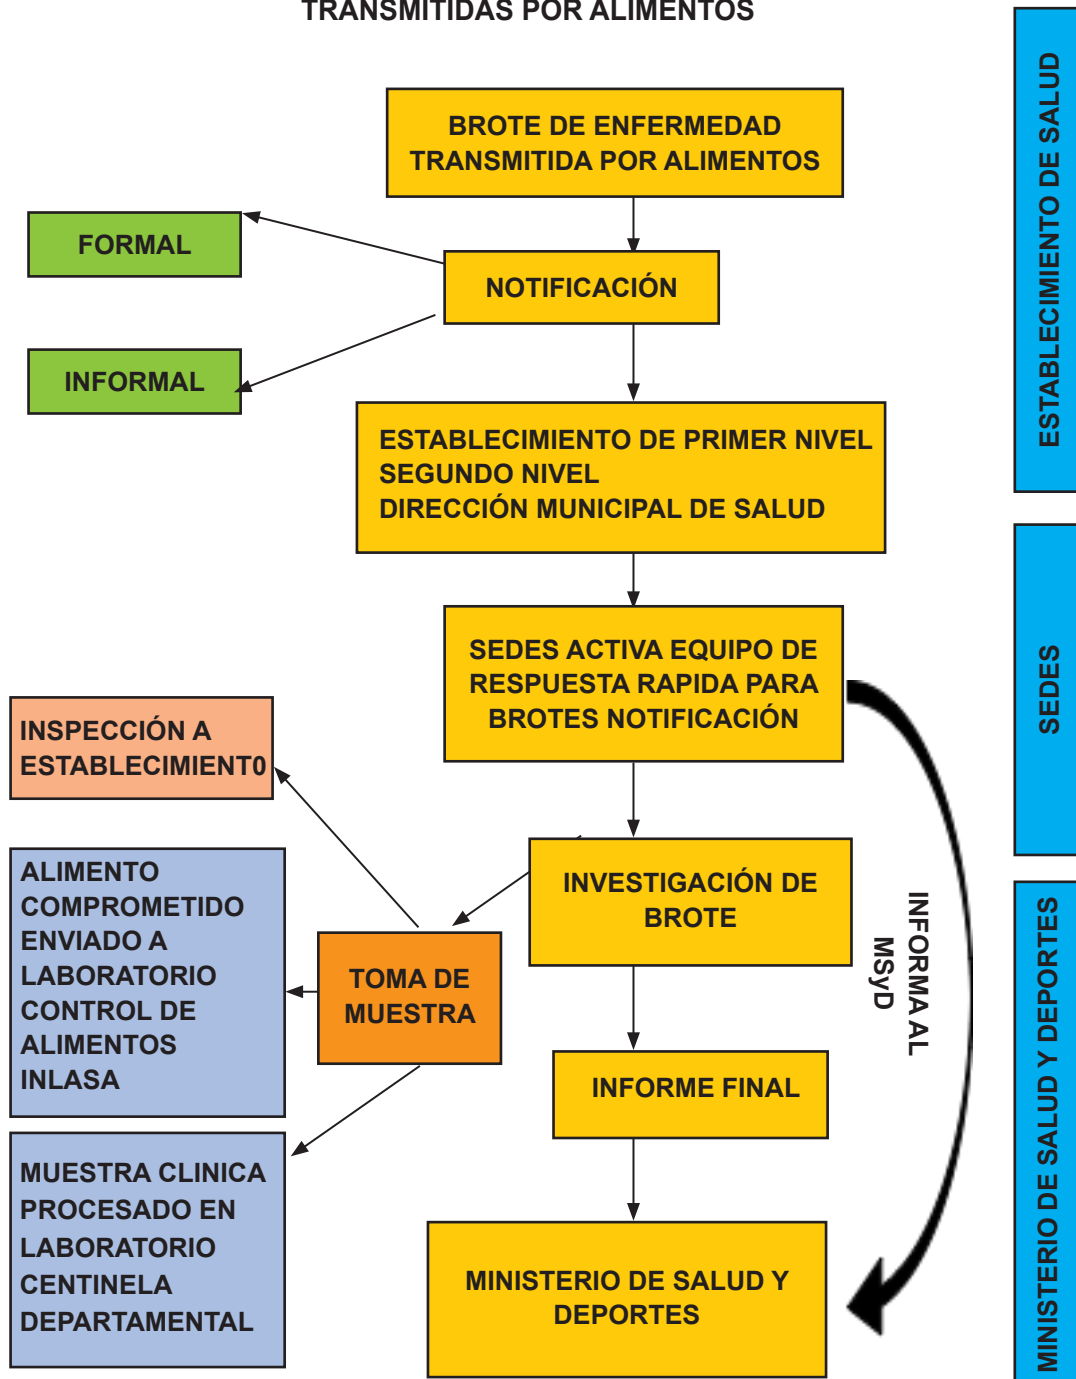 TRANSMITIDAS POR ALIMENTOS
BROTE DE ENFERMEDAD
TRANSMITIDA POR ALIMENTOS
FORMAL
NOTIFICACIÓN
INFORMAL
ESTABLECIMIENTO DE PRIMER NIVEL
SEGUNDO NIVEL
DIRECCIÓN MUNICIPAL DE SALUD
SEDES ACTIVA EQUIPO DE
RESPUESTA RAPIDA PARA
BROTES NOTIFICACIÓN
INSPECCIÓN A
ESTABLECIMIENT0
ALIMENTO
COMPROMETIDO
ENVIADO A
LABORATORIO
CONTROL DE
ALIMENTOS
INLASA
TOMA DE
MUESTRA
INVESTIGACIÓN DE
BROTE
INFORMA AL
MSyD
INFORME FINAL
MUESTRA CLINICA
PROCESADO EN
LABORATORIO
CENTINELA
DEPARTAMENTAL
MINISTERIO DE SALUD Y
DEPORTES
ESTABLECIMIENTO DE SALUD
SEDES
MINISTERIO DE SALUD Y DEPORTES